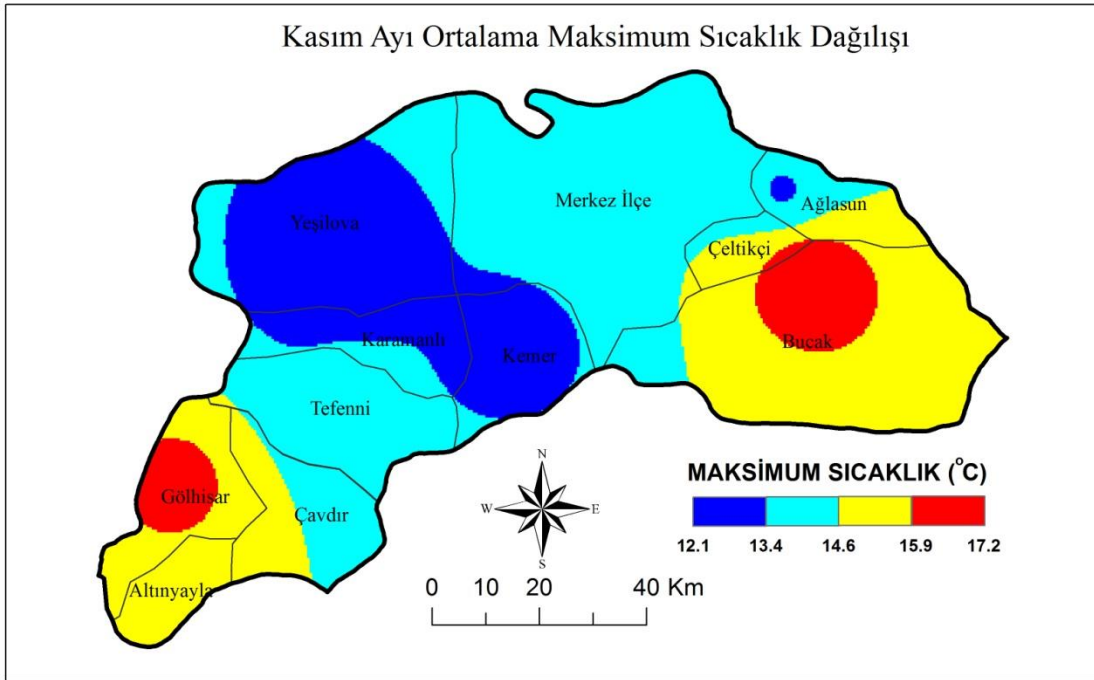 Kasım Ayı Ortalama Maksimum Sıcaklık Dağılışı
Merkez İlçe
Ağlasun
Yeşilova
Çeltikçi
Karamanlı
Kemer
Bucak
Tefenni
Gölhisar
Çavdır
Altınyayla
N
W
E
S
MAKSİMUM SICAKLIK (°C)
12.1 13.4 14.6 15.9 17.2
0 10 20 40 Km